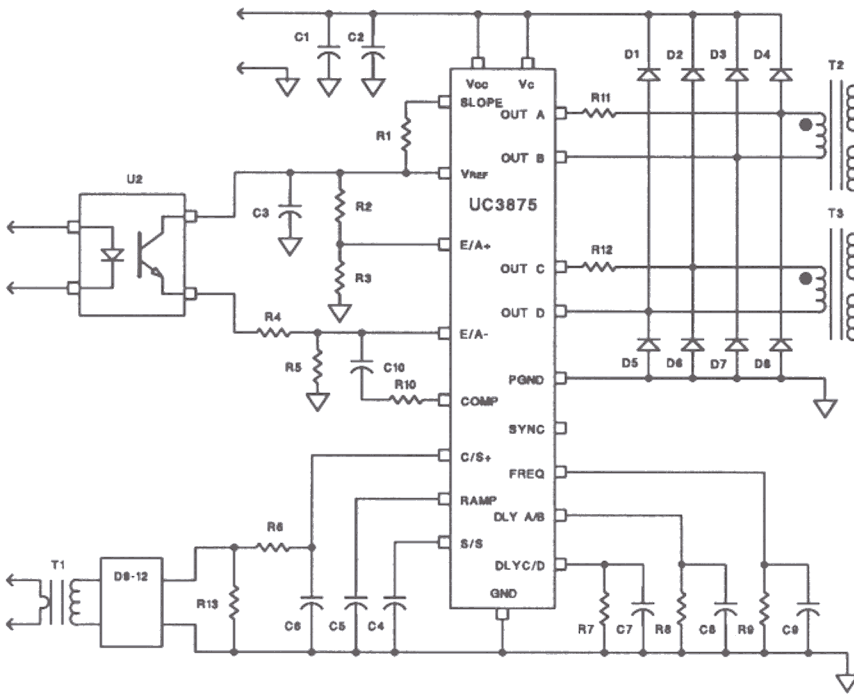 C1
C2
D1
D2
D3
D4
T2
Vcc
Vc
SLOPE
OUT A
R11
R1
OUT B
U2
VREF
UC3875
C3
R2
T3
E/A+
R12
R3
OUT C
R4
OUT D
E/A-
R5
C10
D5
D6
D7
D8
R10
PGND
COMP
SYNC
C/S+
FREQ
RAMP
DLY A/B
R6
S/S
T1
D9-12
DLYC/D
GND
R13
C6
C5
C4
R7
C7
R8
C8
R9
C9